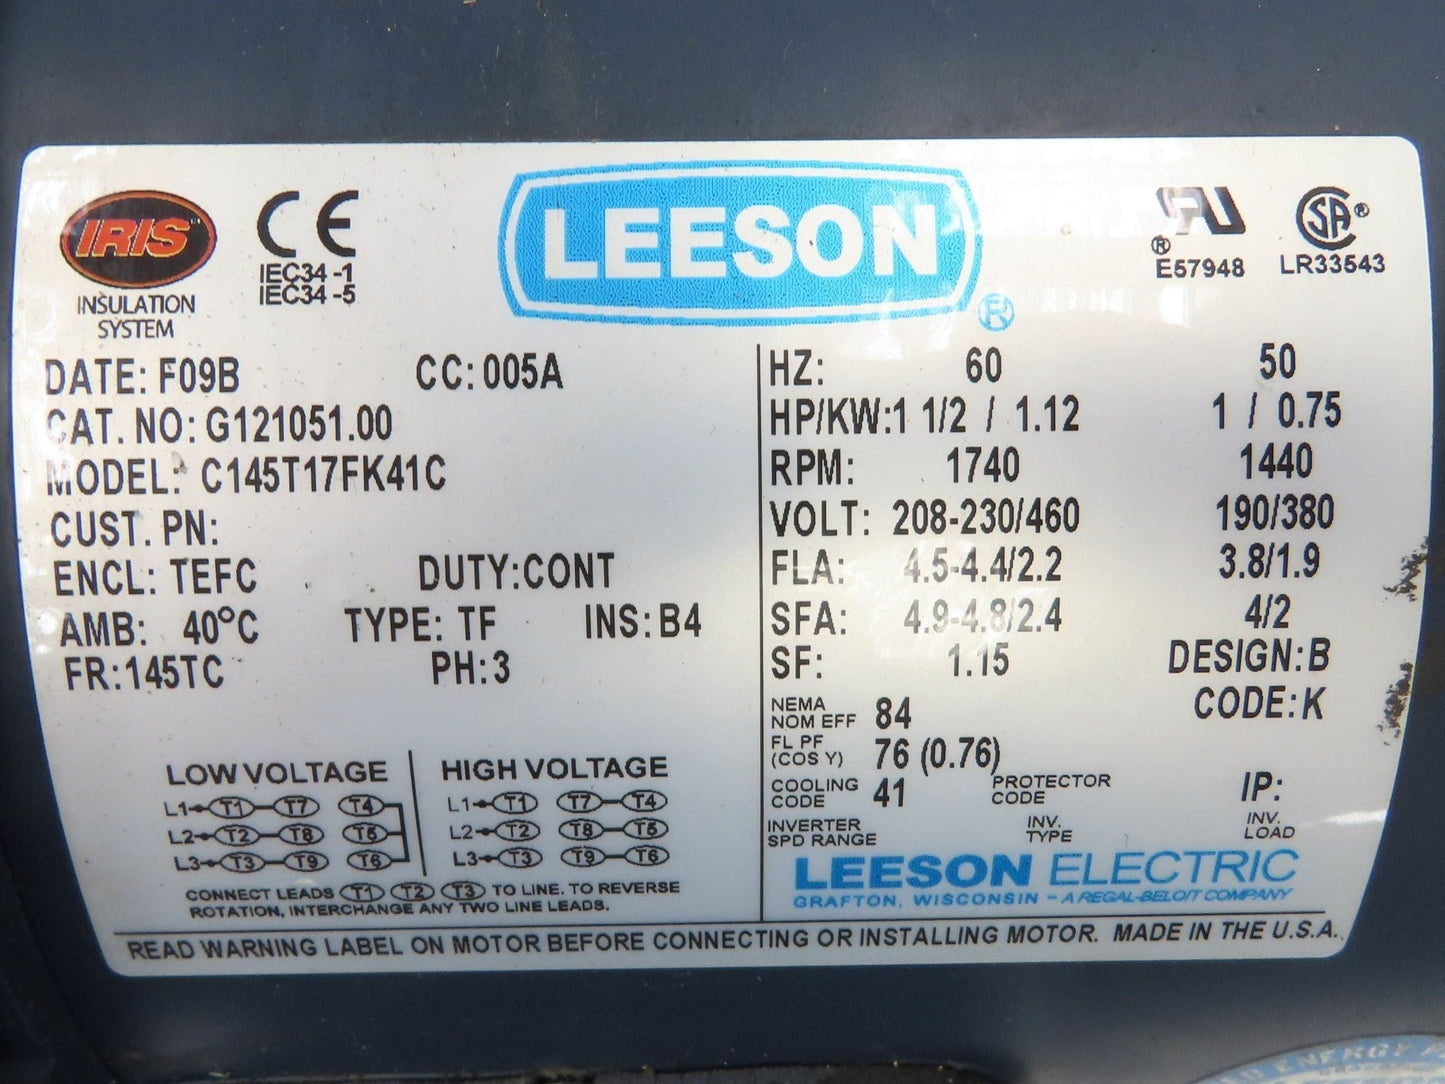 IRIS
INSULATION
SYSTEM
CE
IEC34 -1
IEC34 -5
LEESON ®
® E57948
SA ®
LR33543
DATE: F09B CC: 005A
CAT. NO: G121051.00
MODEL: C145T17FK41C
CUST. PN:
ENCL: TEFC DUTY: CONT
AMB: 40°C TYPE: TF INS: B4
FR: 145TC PH: 3
HZ: 60 50
HP/KW: 1 1/2 / 1.12 1 / 0.75
RPM: 1740 1440
VOLT: 208-230/460 190/380
FLA: 4.5-4.4/2.2 3.8/1.9
SFA: 4.9-4.8/2.4 4/2
SF: 1.15 DESIGN: B
NEMA
NOM EFF 84 CODE: K
FL PF
(COS Y) 76 (0.76)
COOLING
CODE 41
PROTECTOR
CODE
IP:
INVERTER
SPD RANGE
INV.
TYPE
INV.
LOAD
LOW VOLTAGE
L1 T1 T7 T4
L2 T2 T8 T5
L3 T3 T9 T6
HIGH VOLTAGE
L1 T1 T7 T4
L2 T2 T8 T5
L3 T3 T9 T6
CONNECT LEADS T1 T2 T3 TO LINE. TO REVERSE
ROTATION, INTERCHANGE ANY TWO LINE LEADS.
LEESON ELECTRIC
GRAFTON, WISCONSIN - A REGAL-BELOIT COMPANY
READ WARNING LABEL ON MOTOR BEFORE CONNECTING OR INSTALLING MOTOR. MADE IN THE U.S.A.
ENERGY